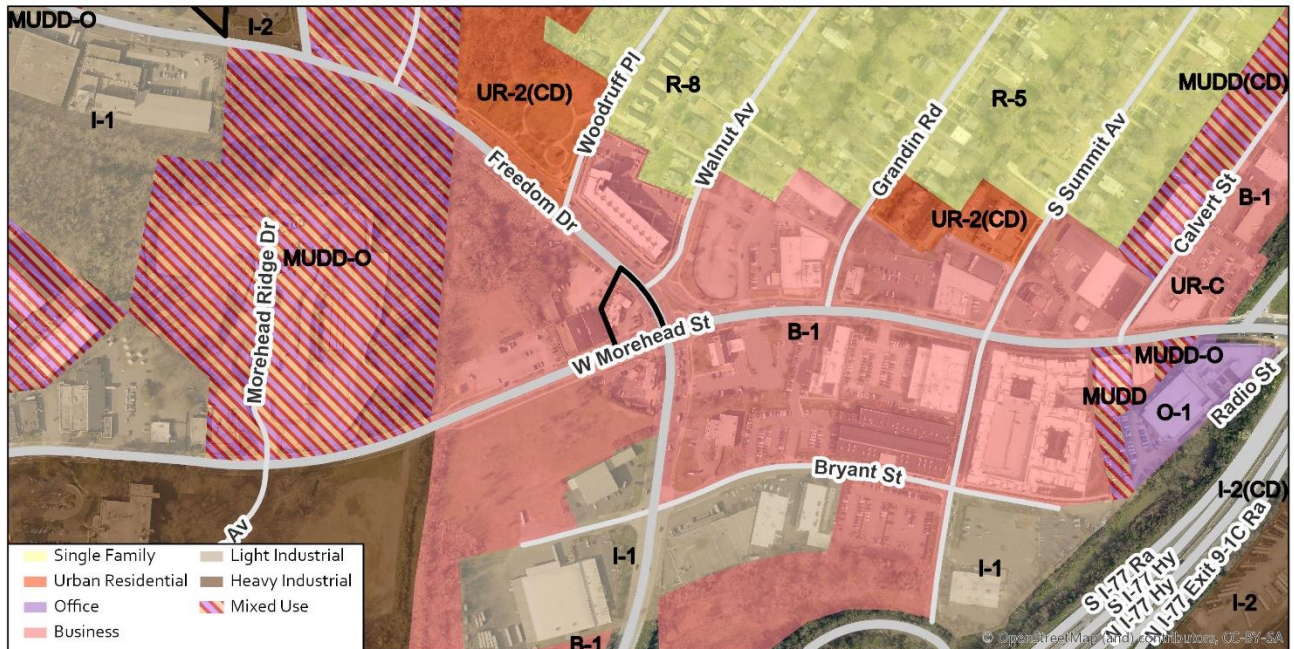 MUDD-O
I-2
I-1
UR-2(CD)
Woodruff Pl
R-8
Walnut Av
Grandin Rd
R-5
S Summit Av
MUDD(CD)
Calvert St
B-1
Freedom Dr
UR-2(CD)
Morehead Ridge Dr
MUDD-O
UR-C
W Morehead St
B-1
MUDD-O
MUDD
O-1
Radio St
Bryant St
I-2(CD)
Av
I-1
I-1
S I-77 Ra
S I-77 Hy
N I-77 Hy
N I-77 Exit 9-1C Ra
I-2
B-1
Single Family
Urban Residential
Office
Business
Light Industrial
Heavy Industrial
Mixed Use
© OpenStreetMap (and) contributors, CC-BY-SA